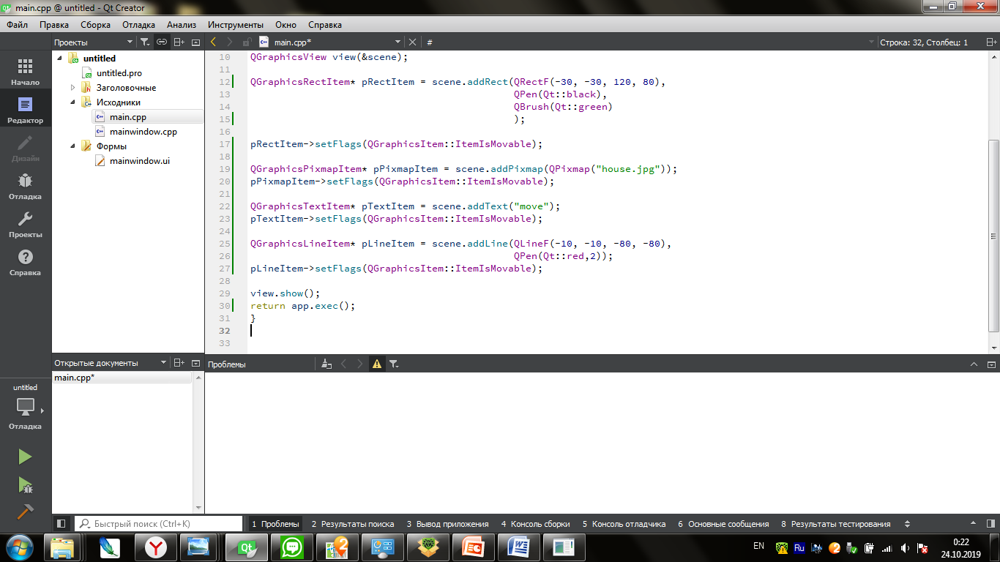 main.cpp @ untitled - Qt Creator
Файл Правка Сборка Отладка Анализ Инструменты Окно Справка
Проекты
main.cpp*
#
Строка: 32, Столбец: 1
Начало
Редактор
Дизайн
Отладка
Проекты
Справка
untitled
Отладка
untitled
untitled.pro
Заголовочные
Исходники
main.cpp
mainwindow.cpp
Формы
mainwindow.ui
Открытые документы
main.cpp*
10 QGraphicsView view(&scene);
11
12 QGraphicsRectItem* pRectItem = scene.addRect(QRectF(-30, -30, 120, 80),
13 QPen(Qt::black),
14 QBrush(Qt::green)
15 );
16
17 pRectItem->setFlags(QGraphicsItem::ItemIsMovable);
18
19 QGraphicsPixmapItem* pPixmapItem = scene.addPixmap(QPixmap("house.jpg"));
20 pPixmapItem->setFlags(QGraphicsItem::ItemIsMovable);
21
22 QGraphicsTextItem* pTextItem = scene.addText("move");
23 pTextItem->setFlags(QGraphicsItem::ItemIsMovable);
24
25 QGraphicsLineItem* pLineItem = scene.addLine(QLineF(-10, -10, -80, -80),
26 QPen(Qt::red,2));
27 pLineItem->setFlags(QGraphicsItem::ItemIsMovable);
28
29 view.show();
30 return app.exec();
31 }
32
33
Проблемы
Быстрый поиск (Ctrl+K)
1 Проблемы 2 Результаты поиска 3 Вывод приложения 4 Консоль сборки 5 Консоль отладчика 6 Основные сообщения 8 Результаты тестирования
EN
Ru
0:22
24.10.2019